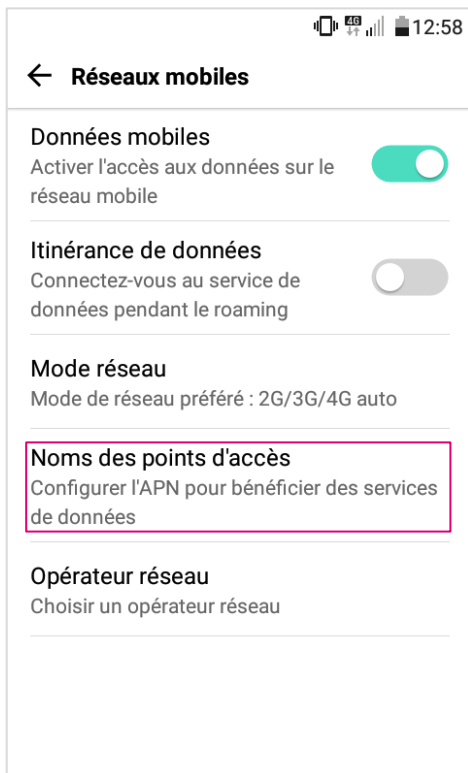 4G 12:58
Réseaux mobiles
Données mobiles
Activer l'accès aux données sur le
réseau mobile
Itinérance de données
Connectez-vous au service de
données pendant le roaming
Mode réseau
Mode de réseau préféré : 2G/3G/4G auto
Noms des points d'accès
Configurer l'APN pour bénéficier des services
de données
Opérateur réseau
Choisir un opérateur réseau